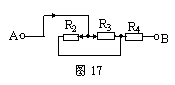 A R₂ R₃ R₄ B
图 17